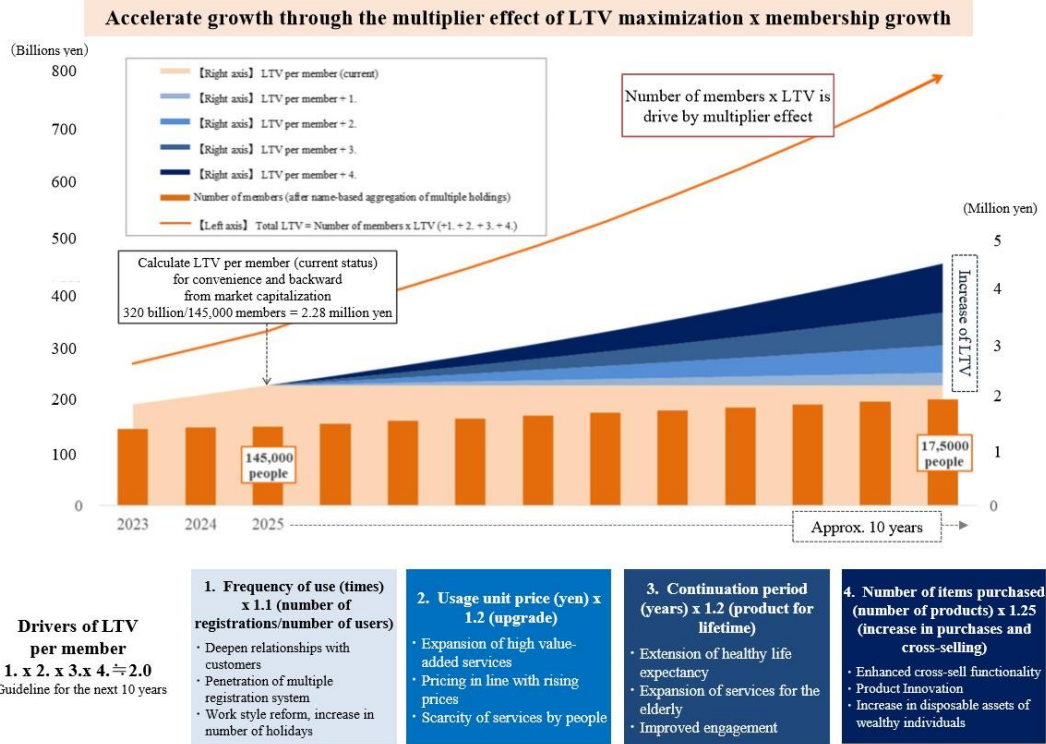 Accelerate growth through the multiplier effect of LTV maximization x membership growth
(Billions yen)
800
700
600
500
400
300
200
100
0
【Right axis】 LTV per member (current)
【Right axis】 LTV per member + 1.
【Right axis】 LTV per member + 2.
【Right axis】 LTV per member + 3.
【Right axis】 LTV per member + 4.
Number of members (after name-based aggregation of multiple holdings)
【Left axis】 Total LTV = Number of members x LTV (+1. + 2. + 3. + 4.)
Number of members x LTV is
drive by multiplier effect
Calculate LTV per member (current status)
for convenience and backward
from market capitalization
320 billion/145,000 members = 2.28 million yen
(Million yen)
5
4
3
2
1
0
Increase of LTV
145,000
people
17,5000
people
2023
2024
2025
Approx. 10 years
Drivers of LTV
per member
1. x 2. x 3.x 4.≒2.0
Guideline for the next 10 years
1. Frequency of use (times)
x 1.1 (number of
registrations/number of users)
・Deepen relationships with
customers
・Penetration of multiple
registration system
・Work style reform, increase in
number of holidays
2. Usage unit price (yen) x
1.2 (upgrade)
・Expansion of high value-
added services
・Pricing in line with rising
prices
・Scarcity of services by people
3. Continuation period
(years) x 1.2 (product for
lifetime)
・Extension of healthy life
expectancy
・Expansion of services for the
elderly
・Improved engagement
4. Number of items purchased
(number of products) x 1.25
(increase in purchases and
cross-selling)
・Enhanced cross-sell functionality
・Product Innovation
・Increase in disposable assets of
wealthy individuals